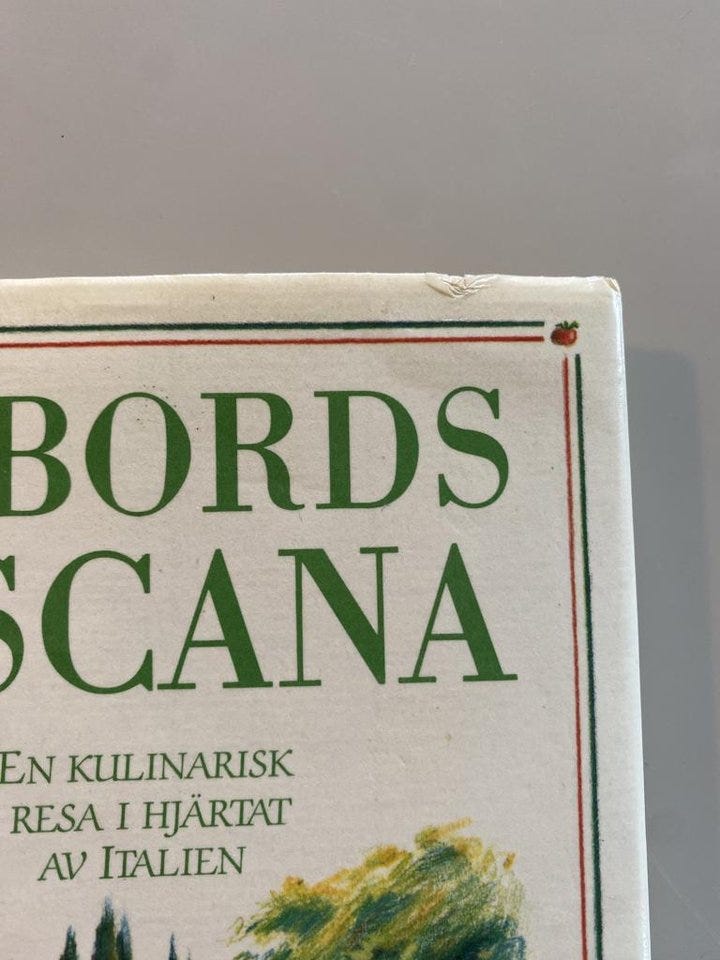 BORDS
SCANA
EN KULINARISK
RESA I HJÄRTAT
AV ITALIEN